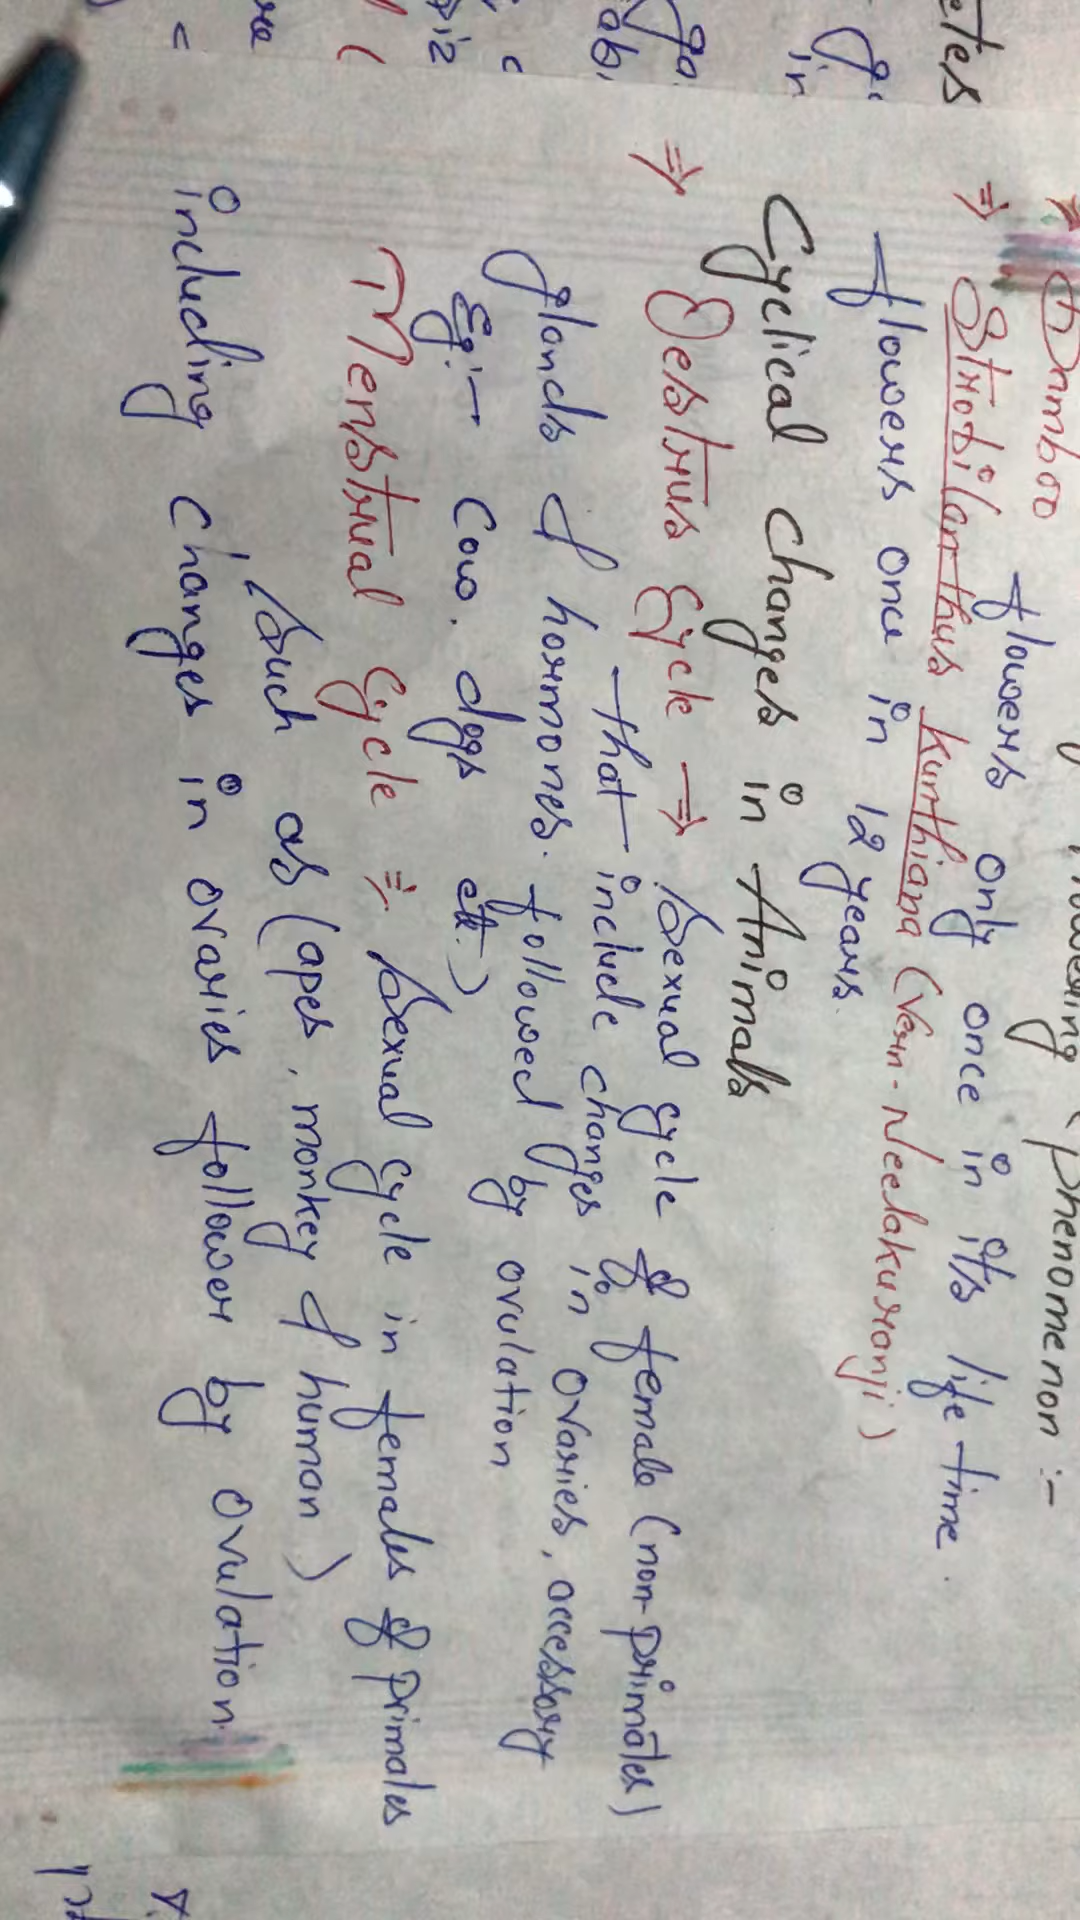 flowering phenomenon :-
Bamboo flowers only once in its life time.
⇒ Strobilanthus kunthiana (vern - Neelakuranji)
flowers once in 12 years.
Cyclical changes in Animals
⇒ Oestrus Cycle → Sexual cycle of female (non-primates)
that include changes in ovaries, accessory
glands & hormones. followed by ovulation
Eg:- Cow. dogs etc.)
Menstrual Cycle :- Sexual cycle in females of primates
such as (apes, monkey & human)
including changes in ovaries follower by ovulation.